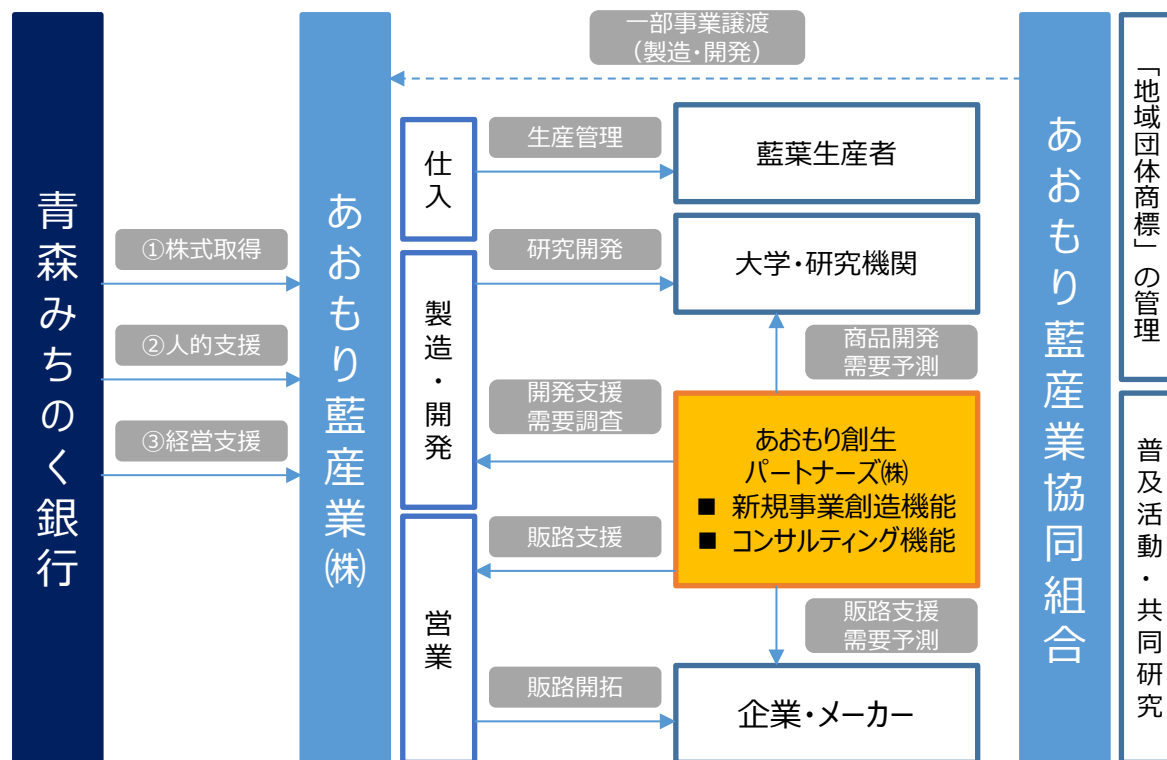 一部事業譲渡
（製造・開発）
青森みちのく銀行
①株式取得
②人的支援
③経営支援
あおもり藍産業㈱
仕入
製造・開発
営業
生産管理
研究開発
開発支援
需要調査
販路支援
販路開拓
藍葉生産者
大学・研究機関
商品開発
需要予測
あおもり創生
パートナーズ㈱
■ 新規事業創造機能
■ コンサルティング機能
販路支援
需要予測
企業・メーカー
あおもり藍産業協同組合
「地域団体商標」の管理
普及活動・共同研究